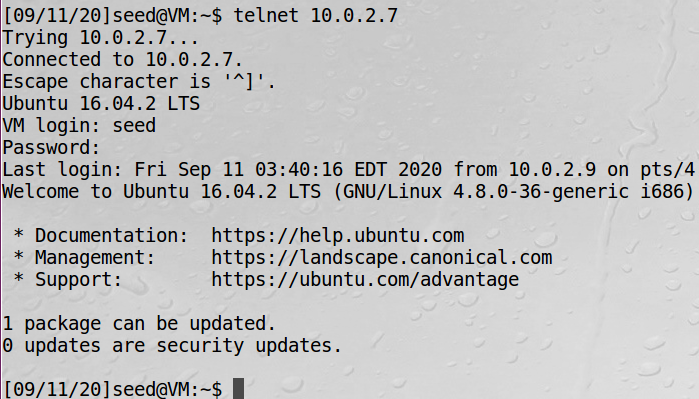 [09/11/20]seed@VM:~$ telnet 10.0.2.7
Trying 10.0.2.7...
Connected to 10.0.2.7.
Escape character is '^]'.
Ubuntu 16.04.2 LTS
VM login: seed
Password:
Last login: Fri Sep 11 03:40:16 EDT 2020 from 10.0.2.9 on pts/4
Welcome to Ubuntu 16.04.2 LTS (GNU/Linux 4.8.0-36-generic i686)
* Documentation:  https://help.ubuntu.com
* Management:     https://landscape.canonical.com
* Support:        https://ubuntu.com/advantage
1 package can be updated.
0 updates are security updates.
[09/11/20]seed@VM:~$